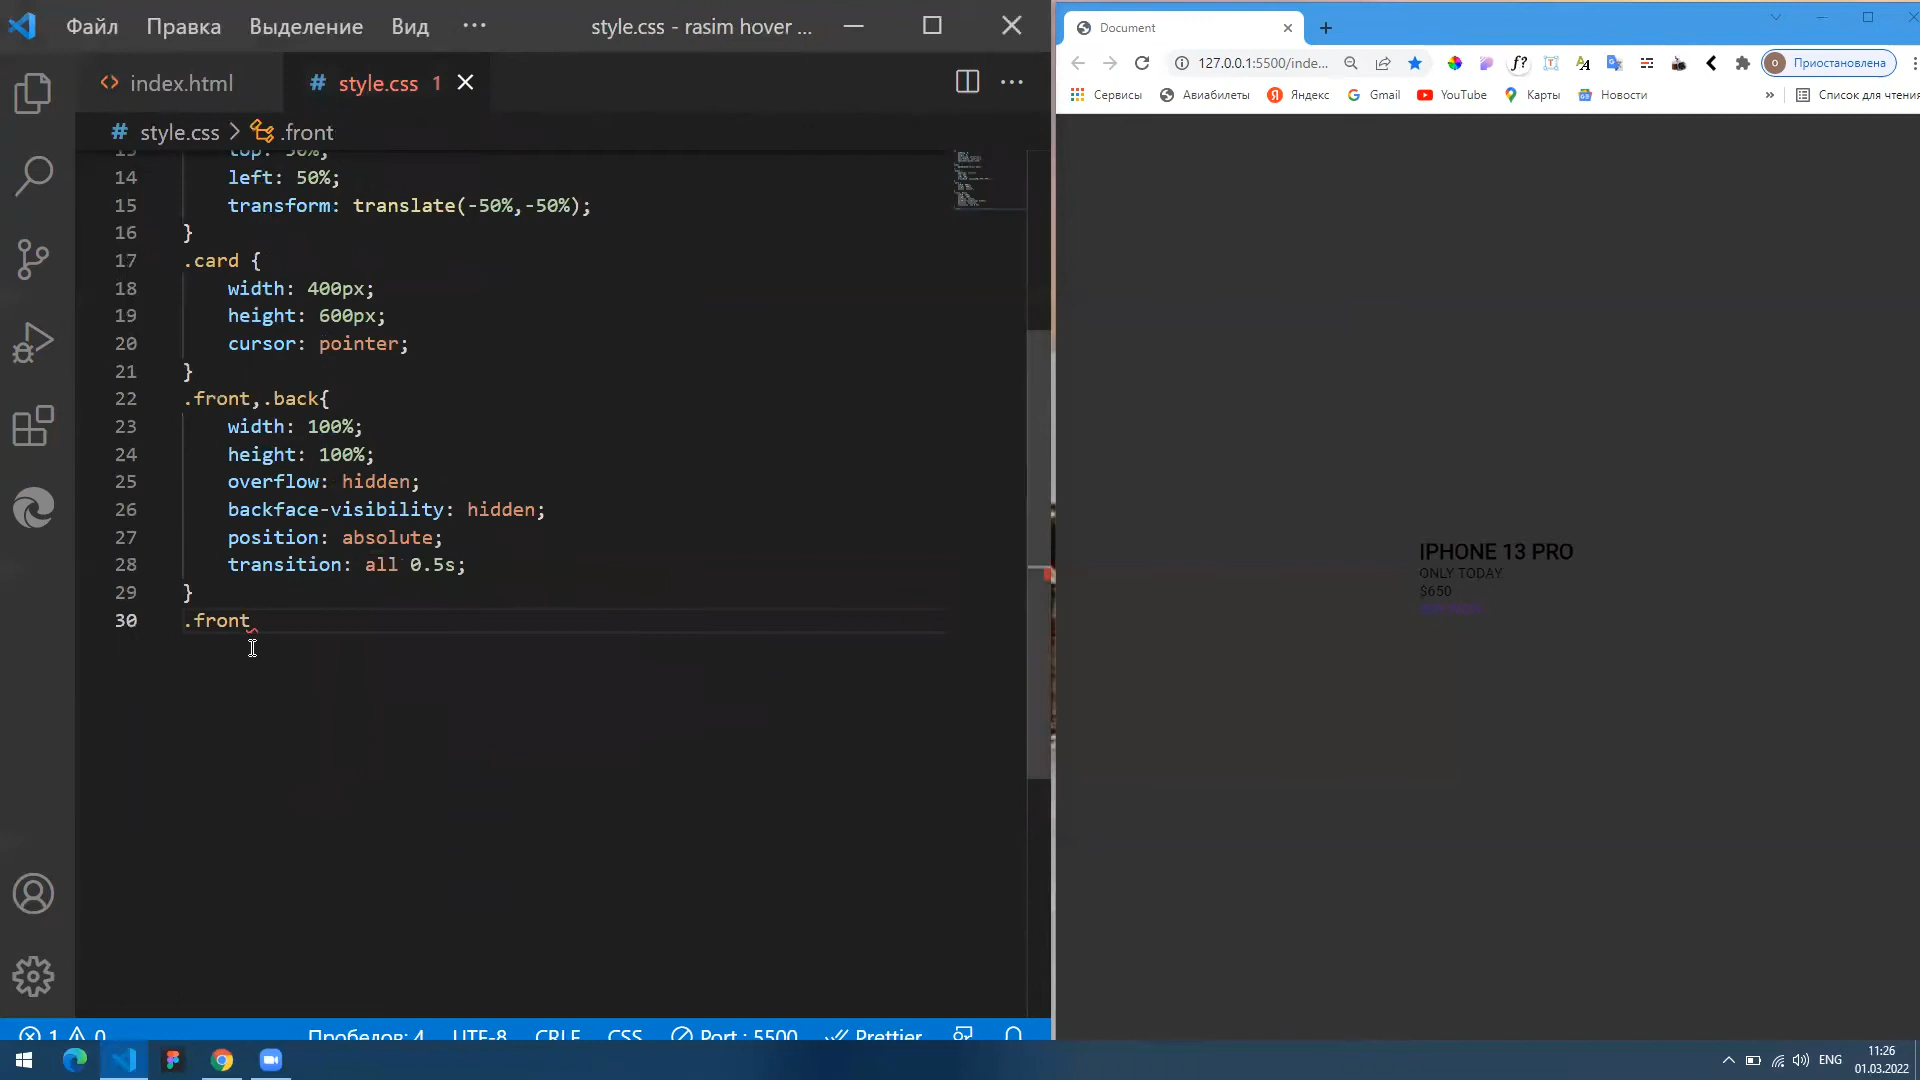 Файл Правка Выделение Вид ··· style.css - rasim hover ...
index.html # style.css 1
# style.css > .front
top: 50%;
14 left: 50%;
15 transform: translate(-50%,-50%);
16 }
17 .card {
18 width: 400px;
19 height: 600px;
20 cursor: pointer;
21 }
22 .front,.back{
23 width: 100%;
24 height: 100%;
25 overflow: hidden;
26 backface-visibility: hidden;
27 position: absolute;
28 transition: all 0.5s;
29 }
30 .front
1 0 Пробелов: 4 UTF-8 CRLF CSS Port : 5500 Prettier
Document
127.0.0.1:5500/inde... Приостановлена
Сервисы Авиабилеты Яндекс Gmail YouTube Карты Новости » Список для чтения
IPHONE 13 PRO
ONLY TODAY
$650
ENG
11:26
01.03.2022